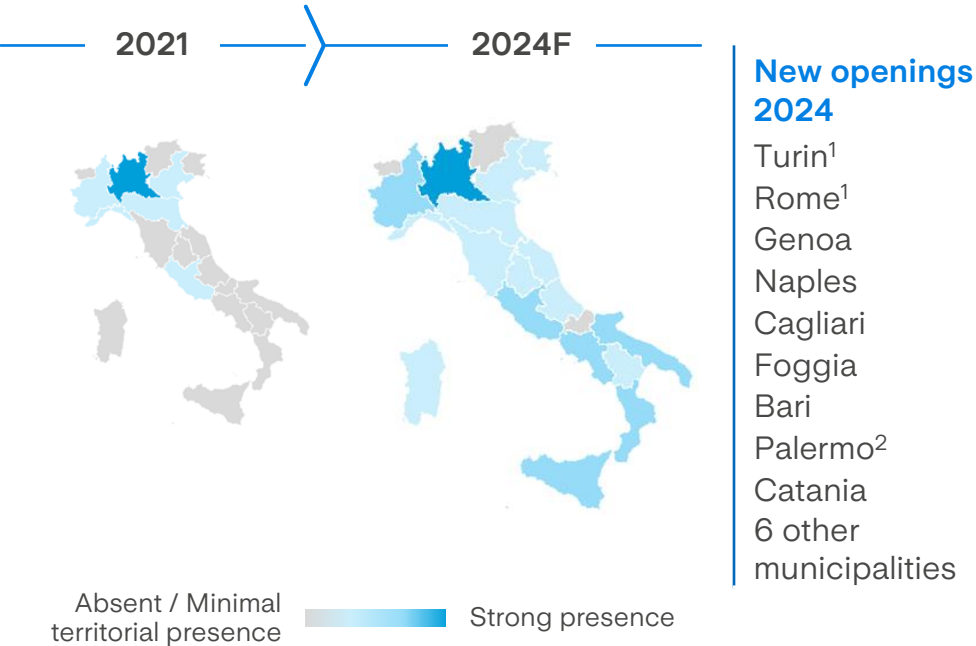 2021
2024F
New openings
2024
Turin¹
Rome¹
Genoa
Naples
Cagliari
Foggia
Bari
Palermo²
Catania
6 other
municipalities
Absent / Minimal
territorial presence
Strong presence